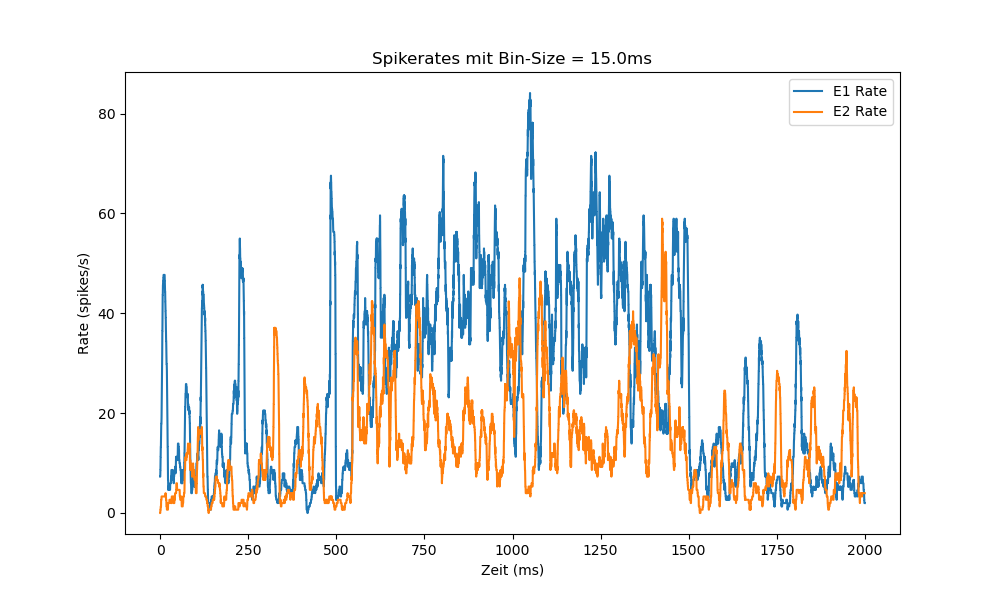 Spikerates mit Bin-Size = 15.0ms
E1 Rate
E2 Rate
Rate (spikes/s)
80
60
40
20
0
0 250 500 750 1000 1250 1500 1750 2000
Zeit (ms)